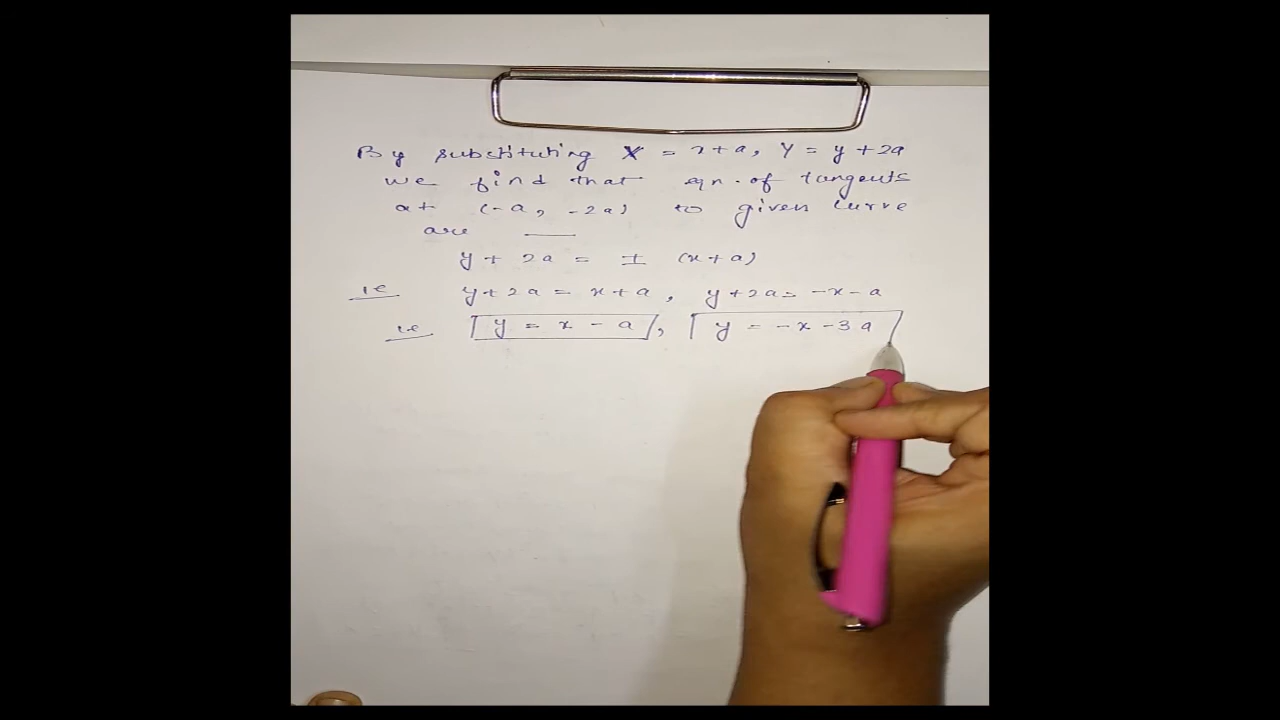 By substituting X = x+a, Y = y+2a
we find that eqn. of tangents
at (-a, -2a) to given curve
are
y + 2a = ± (x+a)
ie y+2a = x+a, y+2a = -x-a
ie y = x - a, y = -x - 3a